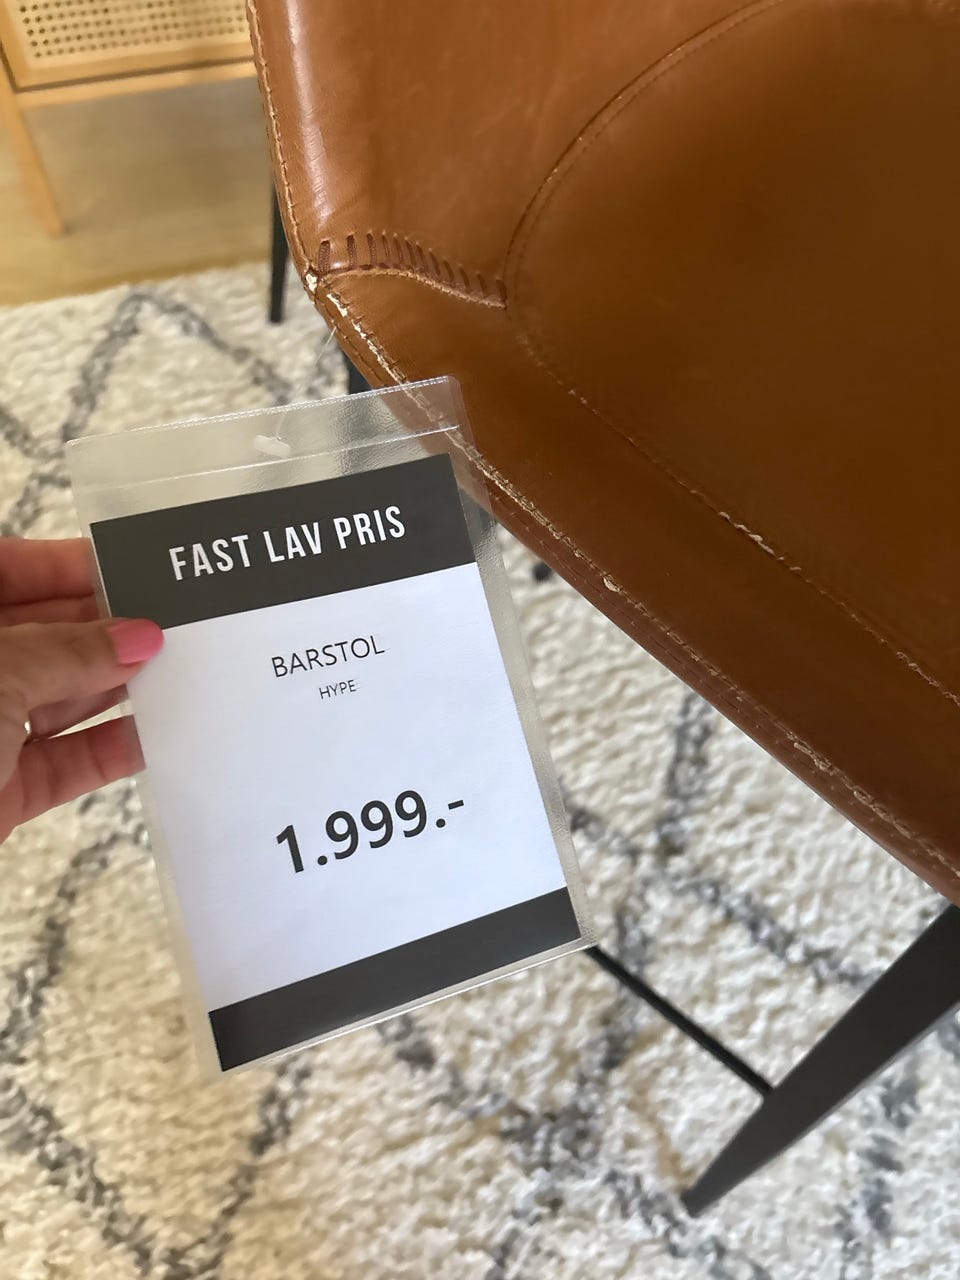 FAST LAV PRIS
BARSTOL
HYPE
1.999.-